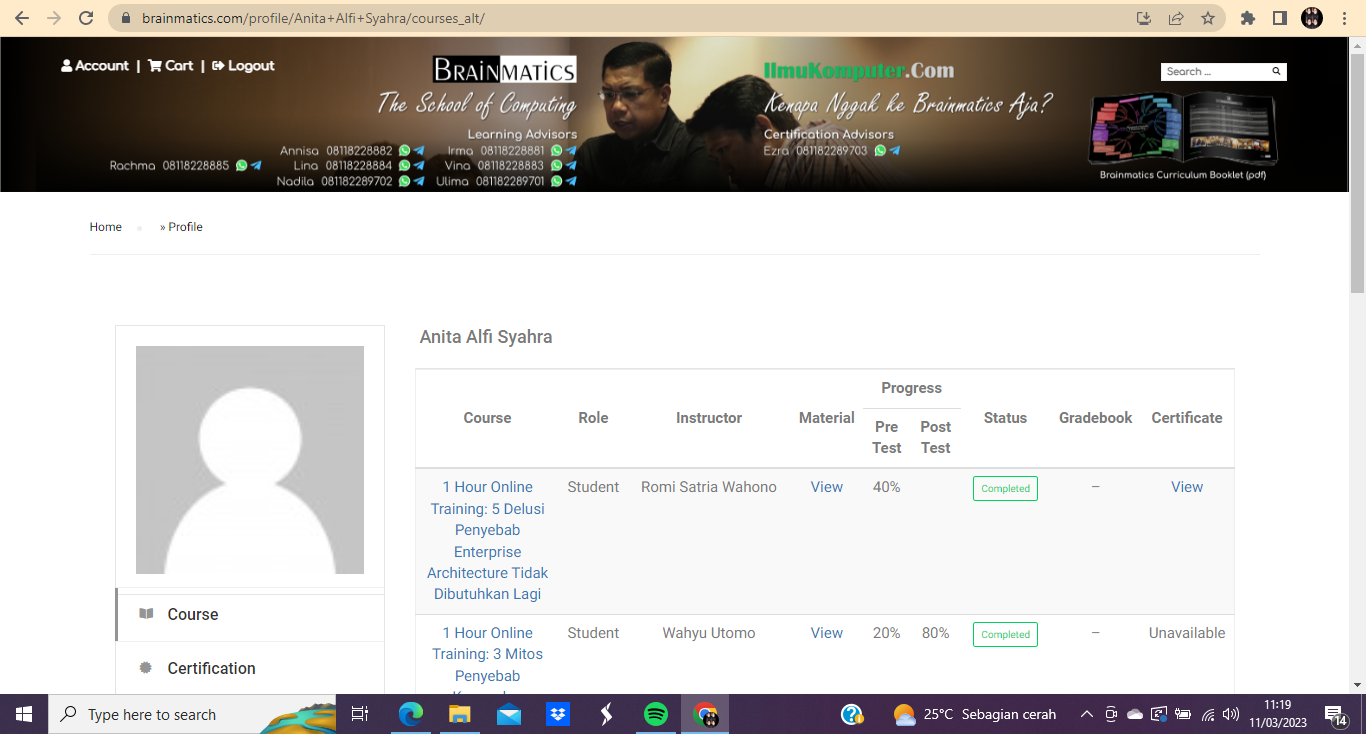 brainmatics.com/profile/Anita+Alfi+Syahra/courses_alt/
Account | Cart | Logout
BRAINMATICS
The School of Computing
Learning Advisors
Annisa 08118228882 Irma 08118228881
Rachma 08118228885 Lina 08118228884 Vina 08118228883
Nadila 081182289702 Ulima 081182289701
IlmuKomputer.Com
Kenapa Nggak ke Brainmatics Aja?
Certification Advisors
Ezra 081182289703
Search ...
Brainmatics Curriculum Booklet (pdf)
Home » Profile
Anita Alfi Syahra
Course Role Instructor Material Progress Status Gradebook Certificate
Pre Test Post Test
1 Hour Online Student Romi Satria Wahono View 40% Completed – View
Training: 5 Delusi
Penyebab
Enterprise
Architecture Tidak
Dibutuhkan Lagi
1 Hour Online Student Wahyu Utomo View 20% 80% Completed – Unavailable
Training: 3 Mitos
Penyebab
Course
Certification
Type here to search
25°C Sebagian cerah
11:19
11/03/2023
14